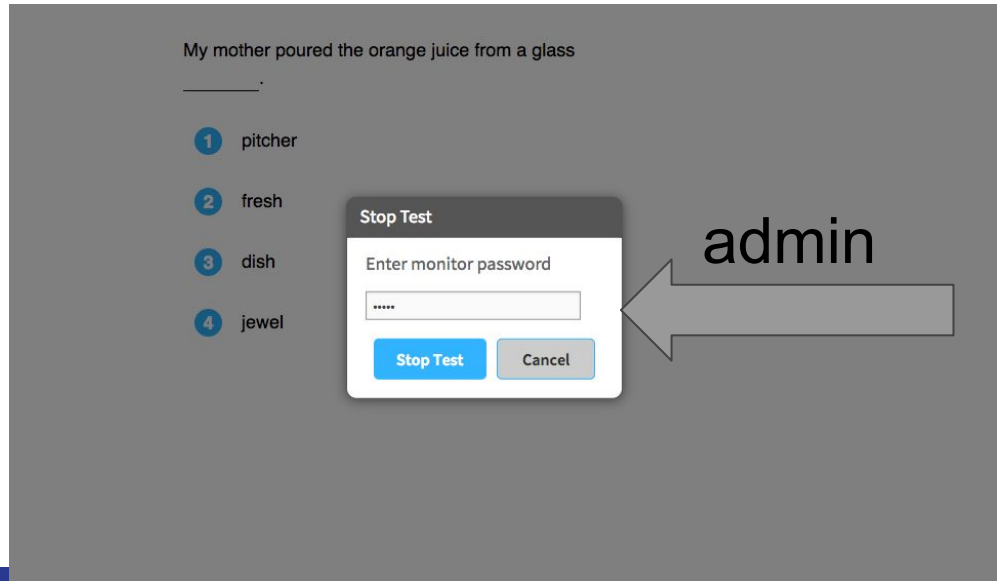 My mother poured the orange juice from a glass
________.
1 pitcher
2 fresh
3 dish
4 jewel
Stop Test
Enter monitor password
•••••
Stop Test Cancel
admin